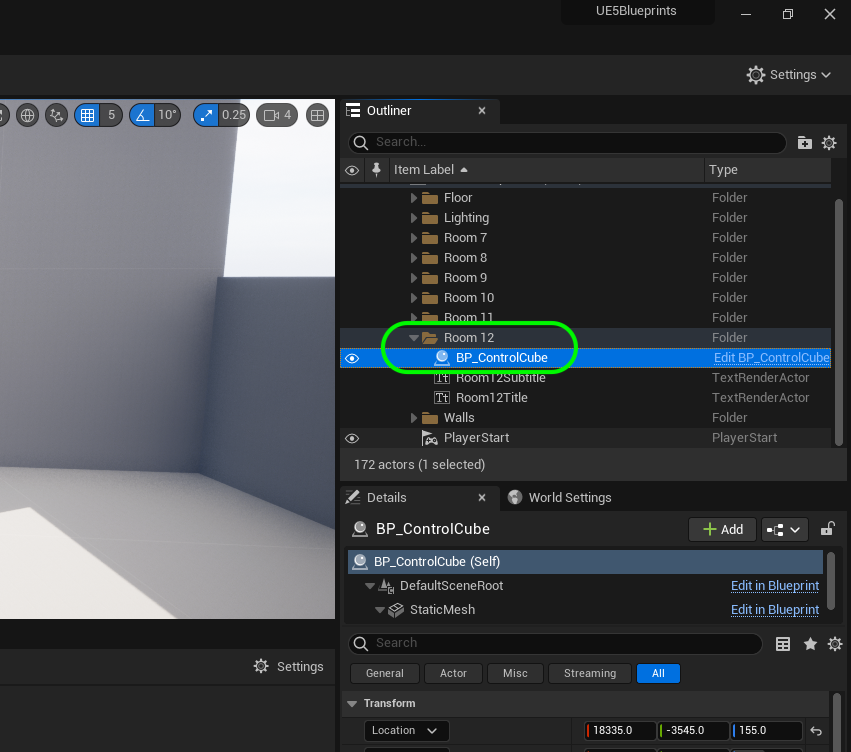 UE5Blueprints
Settings
5 10° 0.25 4
Outliner
Search...
Item Label Type
Floor Folder
Lighting Folder
Room 7 Folder
Room 8 Folder
Room 9 Folder
Room 10 Folder
Room 11 Folder
Room 12 Folder
BP_ControlCube Edit BP_ControlCube
Room12Subtitle TextRenderActor
Room12Title TextRenderActor
Walls Folder
PlayerStart PlayerStart
172 actors (1 selected)
Details World Settings
BP_ControlCube Add
BP_ControlCube (Self)
DefaultSceneRoot Edit in Blueprint
StaticMesh Edit in Blueprint
Search
Settings
General Actor Misc Streaming All
Transform
Location 18335.0 -3545.0 155.0